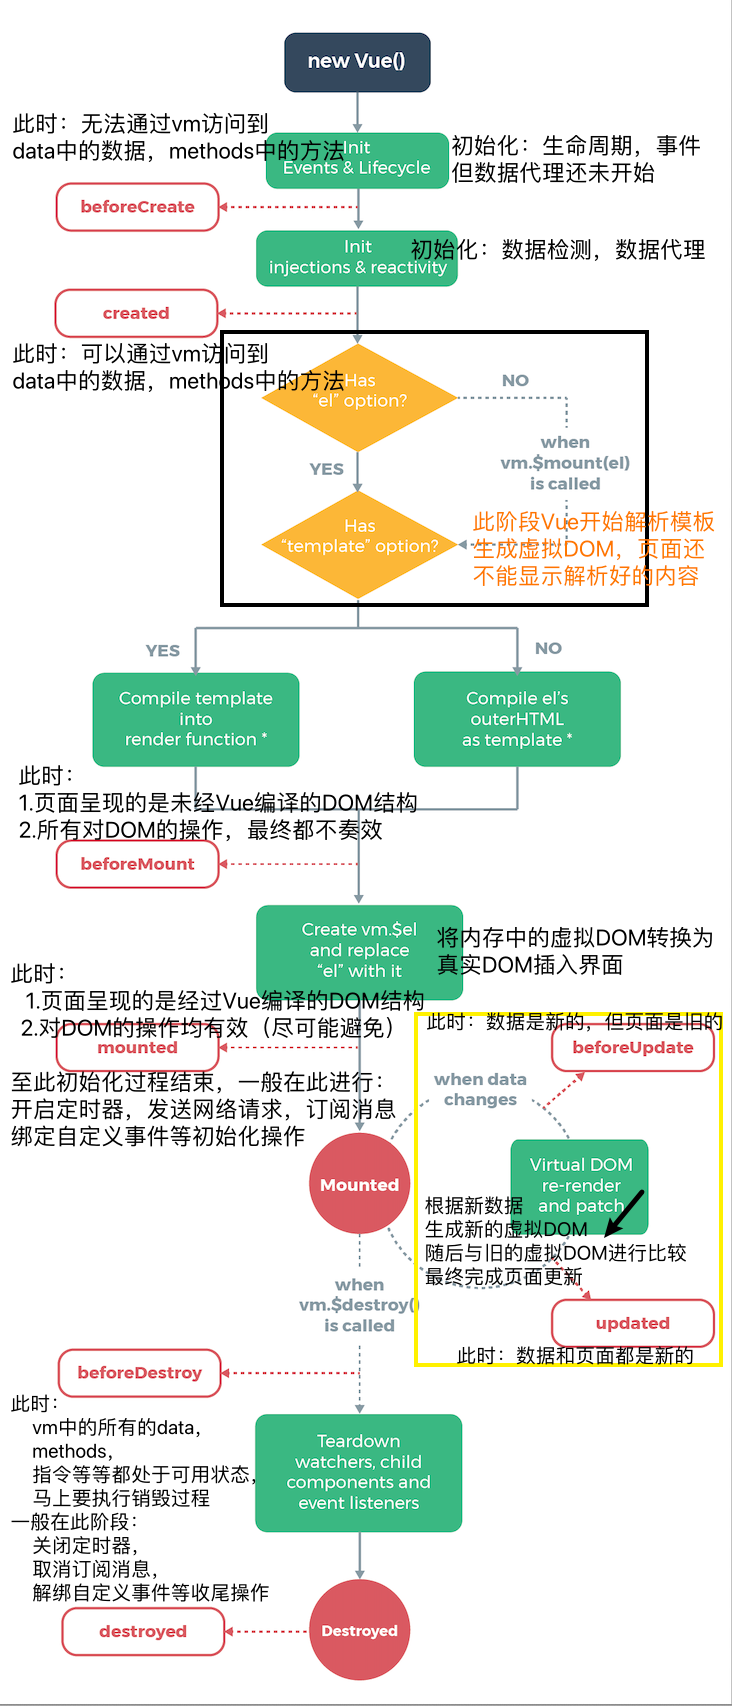 new Vue()
此时：无法通过vm访问到
data中的数据，methods中的方法
Init
Events & Lifecycle
初始化：生命周期，事件
但数据代理还未开始
beforeCreate
Init
injections & reactivity
初始化：数据检测，数据代理
created
此时：可以通过vm访问到
data中的数据，methods中的方法
Has
“el” option?
NO
when
vm.$mount(el)
is called
YES
Has
“template” option?
此阶段Vue开始解析模板
生成虚拟DOM，页面还
不能显示解析好的内容
YES
NO
Compile template
into
render function *
Compile el’s
outerHTML
as template *
此时：
1.页面呈现的是未经Vue编译的DOM结构
2.所有对DOM的操作，最终都不奏效
beforeMount
Create vm.$el
and replace
“el” with it
将内存中的虚拟DOM转换为
真实DOM插入界面
此时：
1.页面呈现的是经过Vue编译的DOM结构
2.对DOM的操作均有效（尽可能避免）
mounted
至此初始化过程结束，一般在此进行：
开启定时器，发送网络请求，订阅消息
绑定自定义事件等初始化操作
此时：数据是新的，但页面是旧的
beforeUpdate
when data
changes
Mounted
Virtual DOM
re-render
and patch
根据新数据
生成新的虚拟DOM
随后与旧的虚拟DOM进行比较
最终完成页面更新
updated
此时：数据和页面都是新的
when
vm.$destroy()
is called
beforeDestroy
此时：
vm中的所有的data，
methods，
指令等等都处于可用状态，
马上要执行销毁过程
一般在此阶段：
关闭定时器，
取消订阅消息，
解绑自定义事件等收尾操作
Teardown
watchers, child
components and
event listeners
destroyed
Destroyed